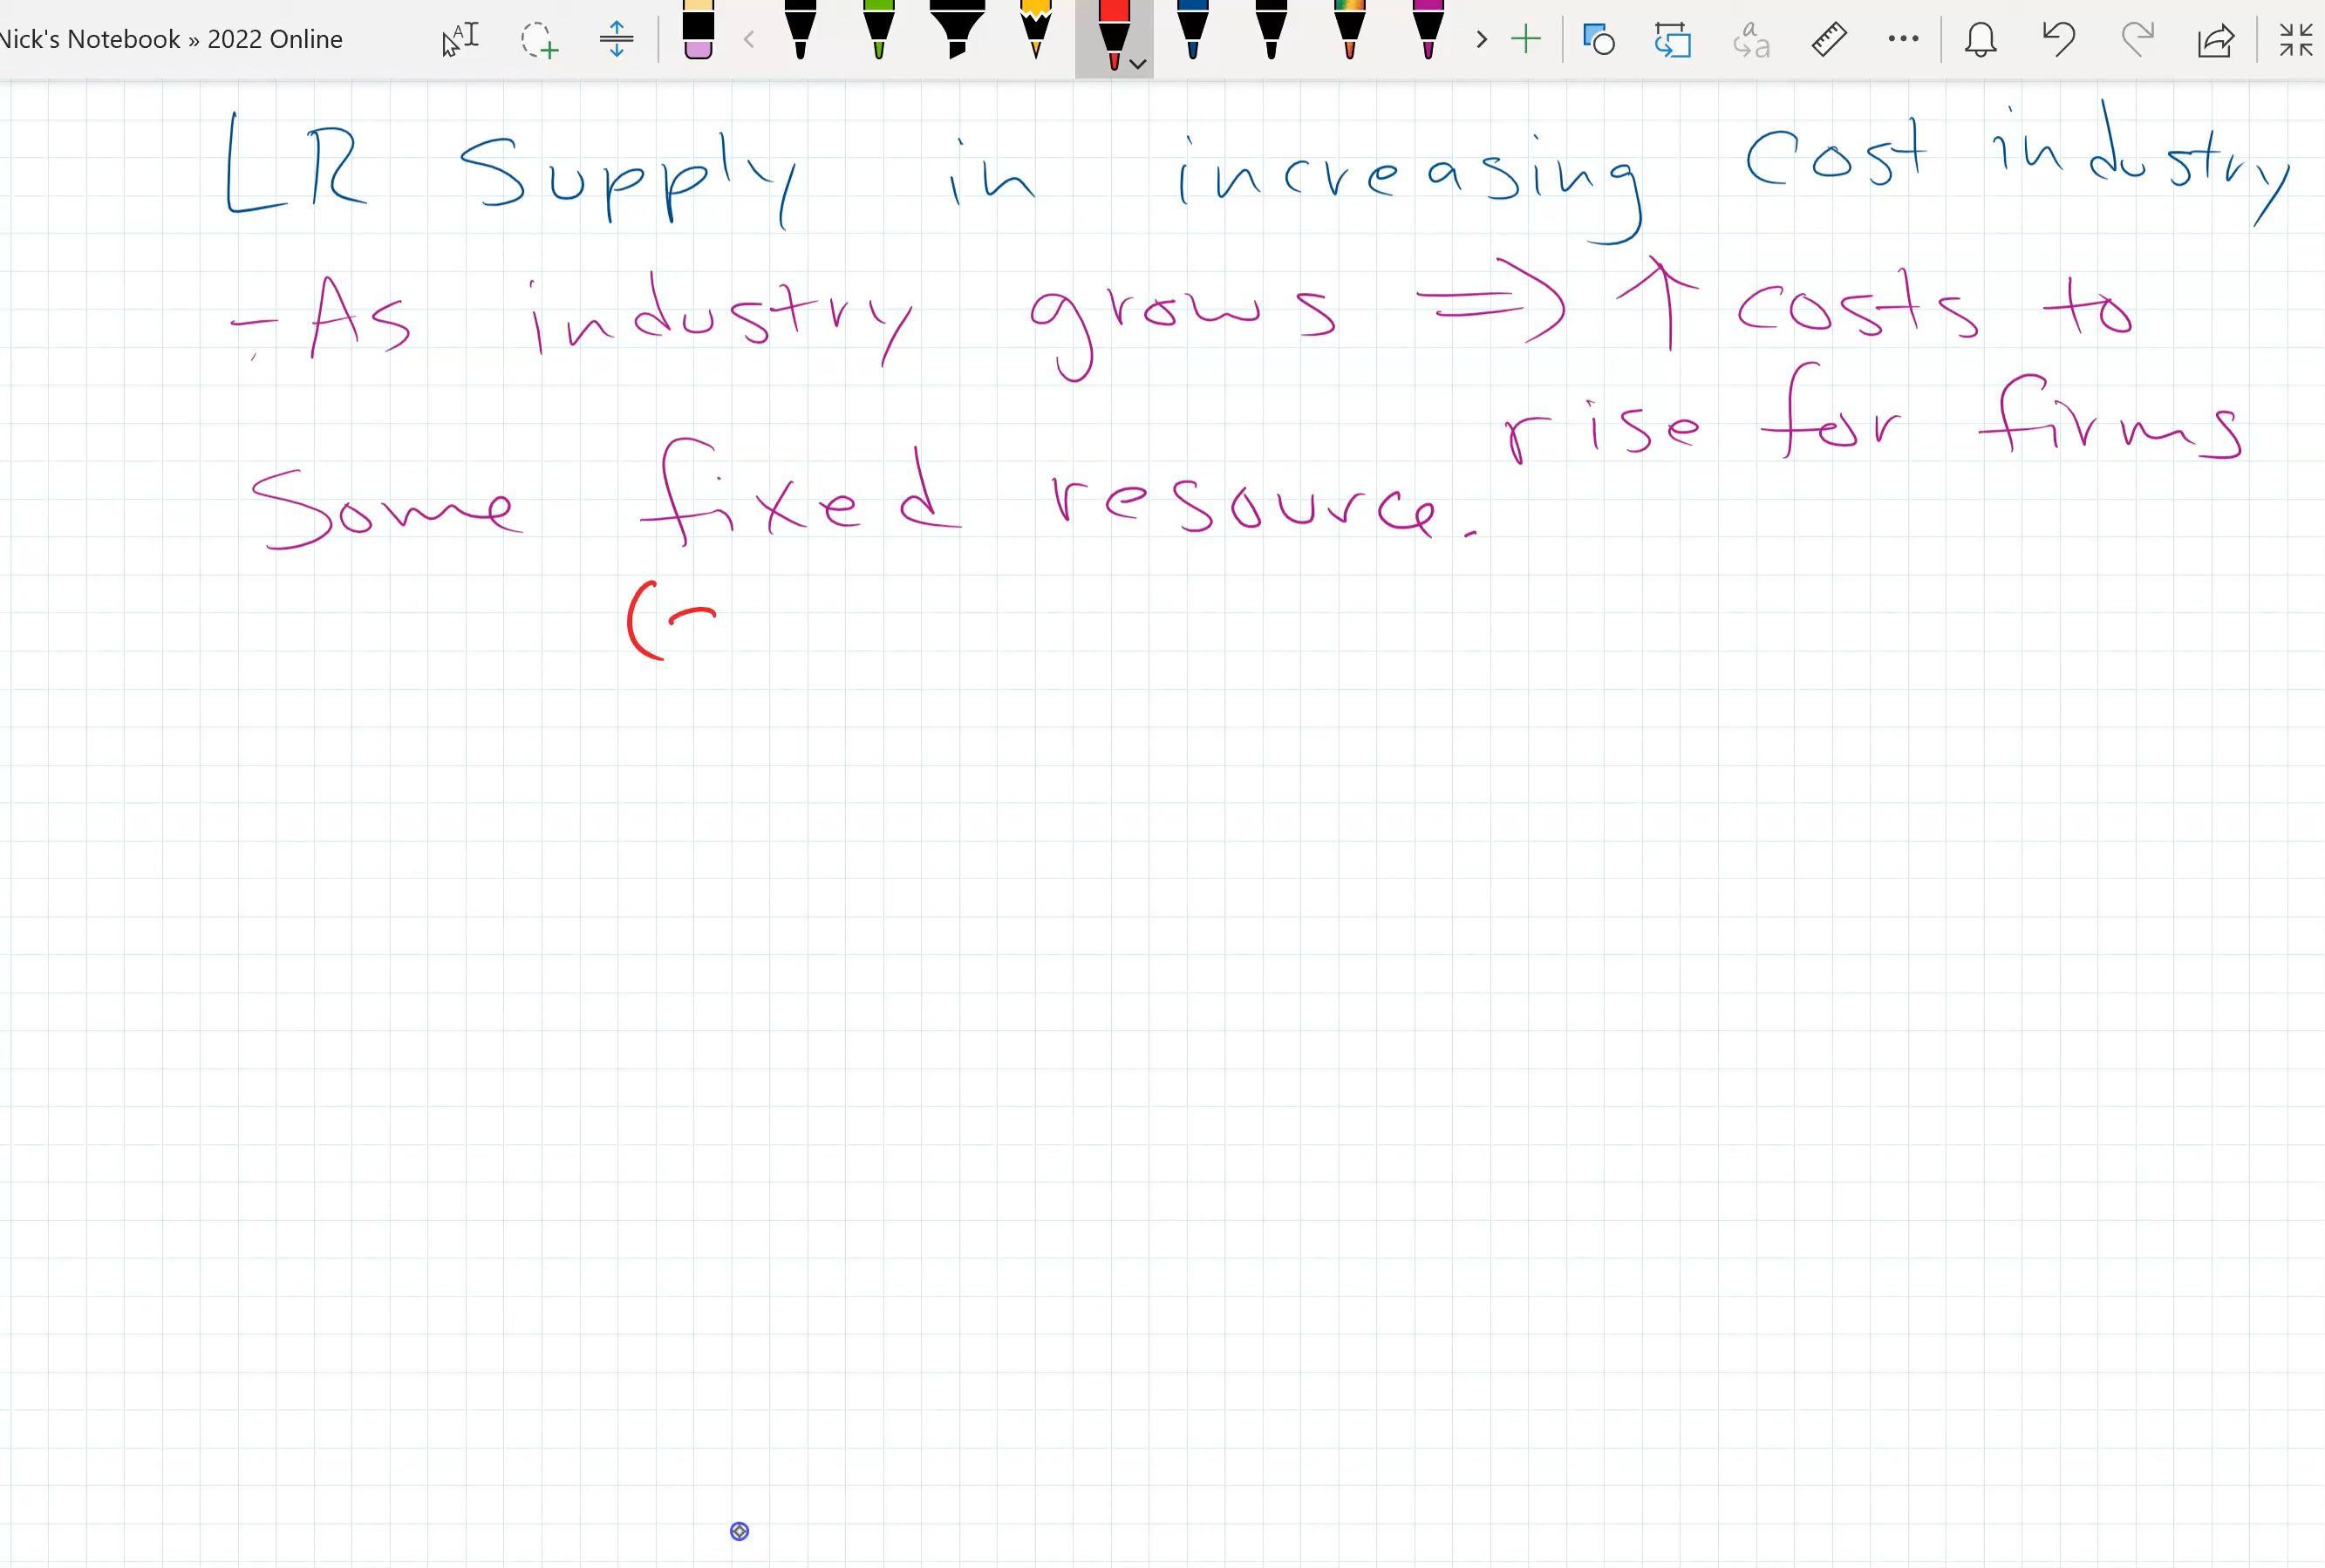 Nick's Notebook » 2022 Online
LR Supply in increasing cost industry
- As industry grows ⇒ ↑ costs to
rise for firms
Some fixed resource.
(